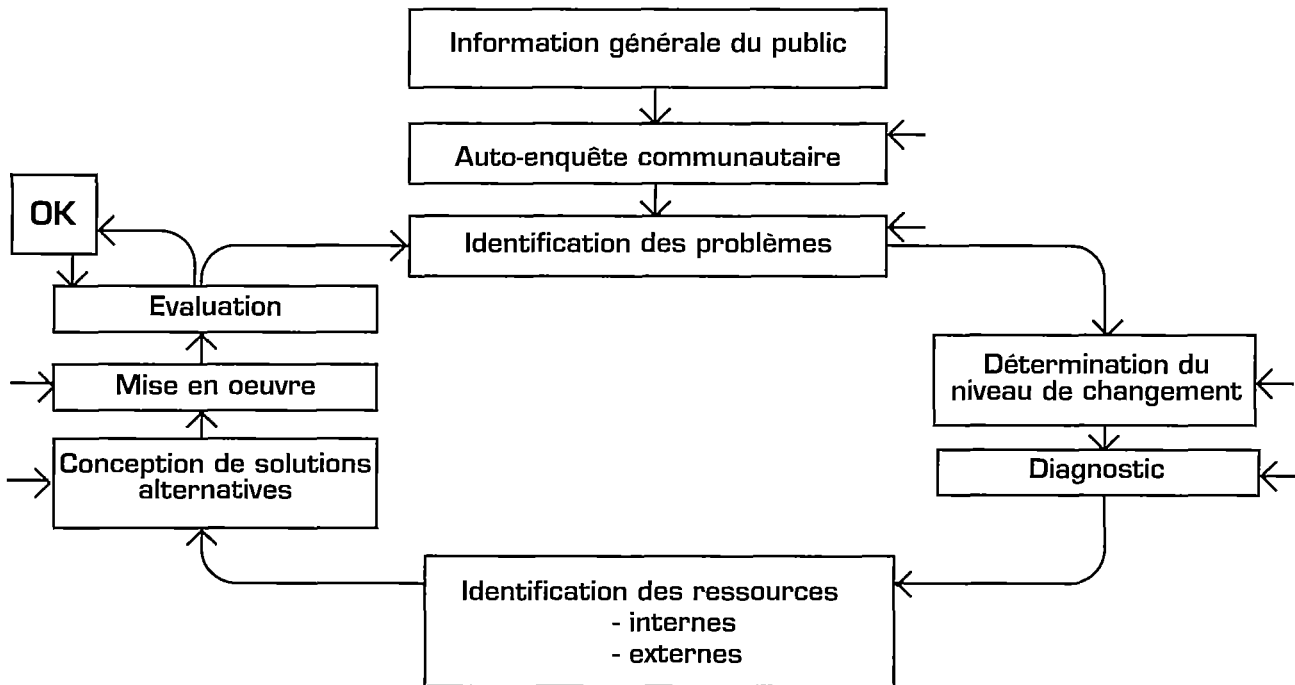 Information générale du public
Auto-enquête communautaire
Identification des problèmes
Détermination du
niveau de changement
Diagnostic
Identification des ressources
- internes
- externes
Conception de solutions
alternatives
Mise en oeuvre
Evaluation
OK